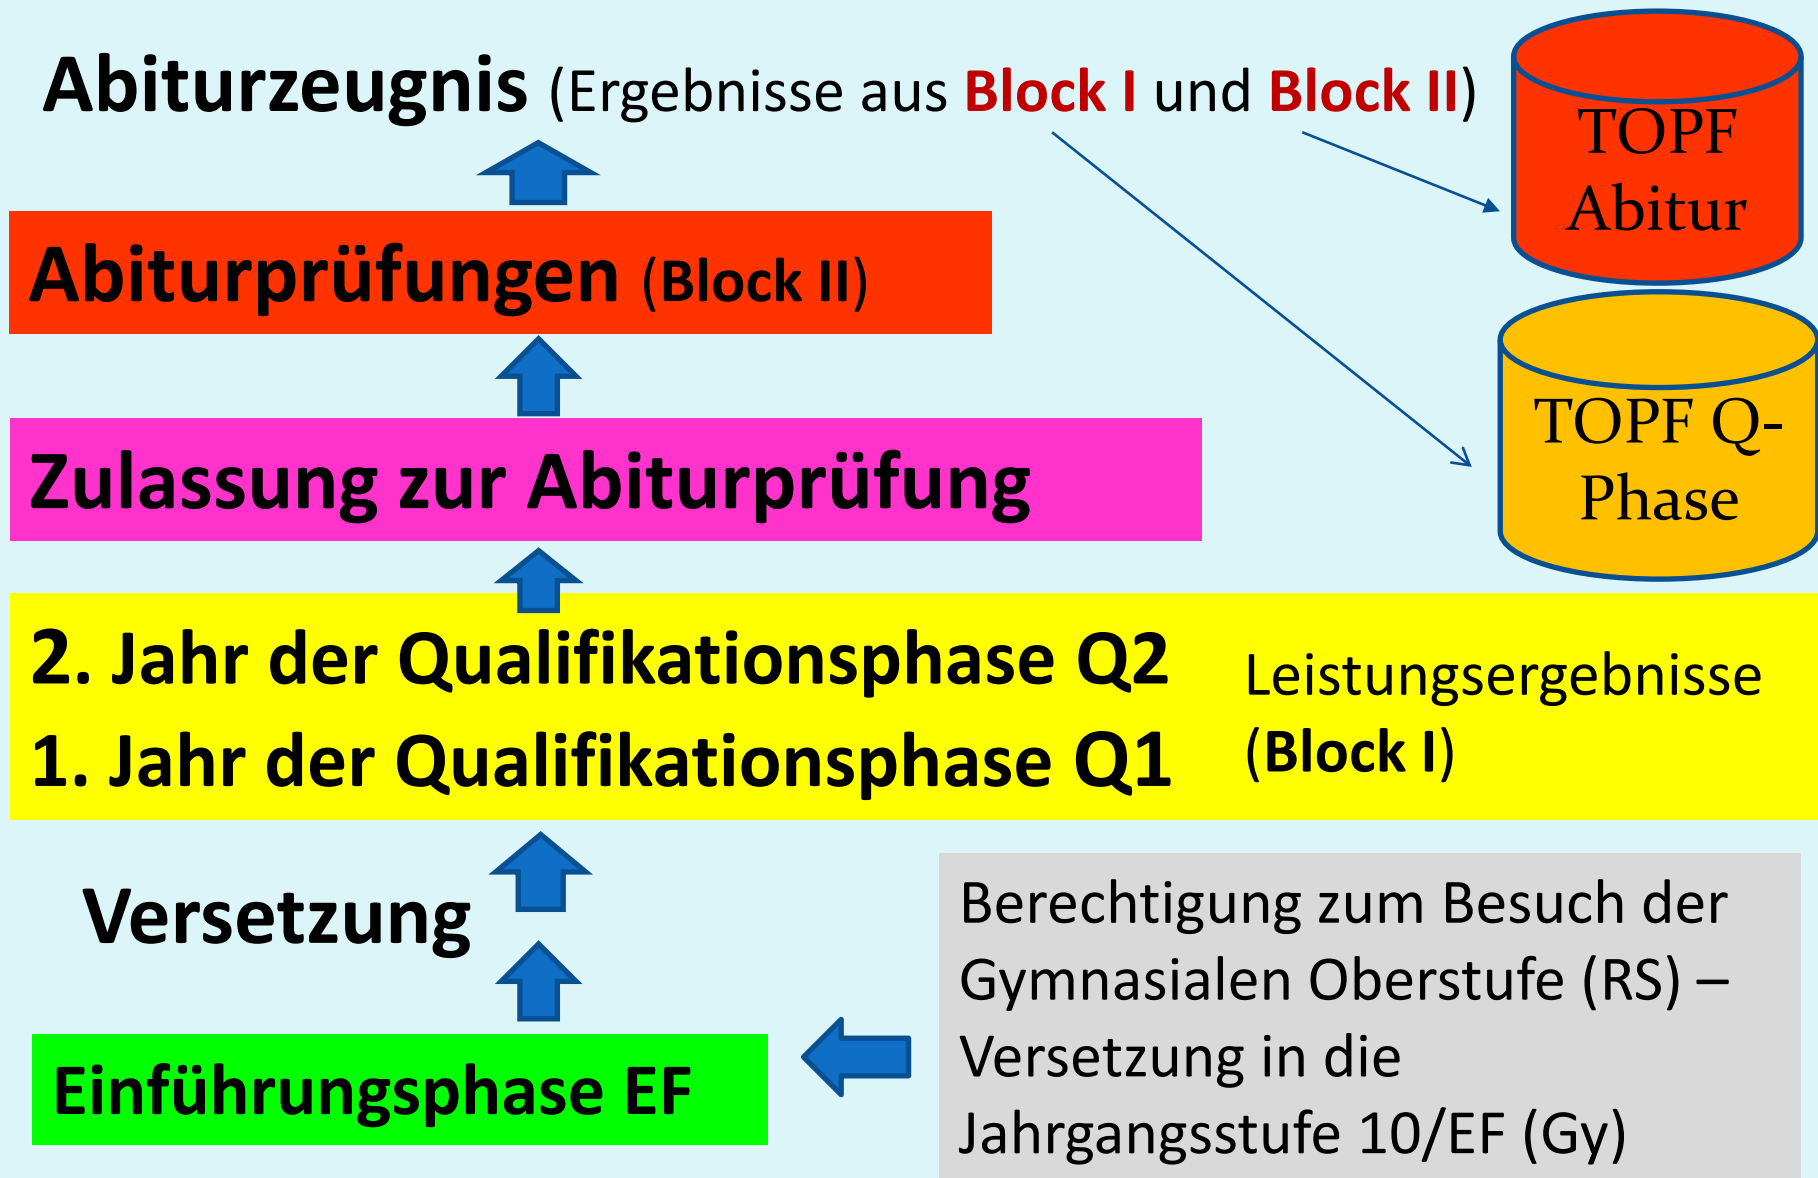 Abiturzeugnis (Ergebnisse aus Block I und Block II)
TOPF
Abitur
Abiturprüfungen (Block II)
TOPF Q-
Phase
Zulassung zur Abiturprüfung
2. Jahr der Qualifikationsphase Q2
1. Jahr der Qualifikationsphase Q1
Leistungsergebnisse
(Block I)
Versetzung
Berechtigung zum Besuch der
Gymnasialen Oberstufe (RS) –
Versetzung in die
Jahrgangsstufe 10/EF (Gy)
Einführungsphase EF